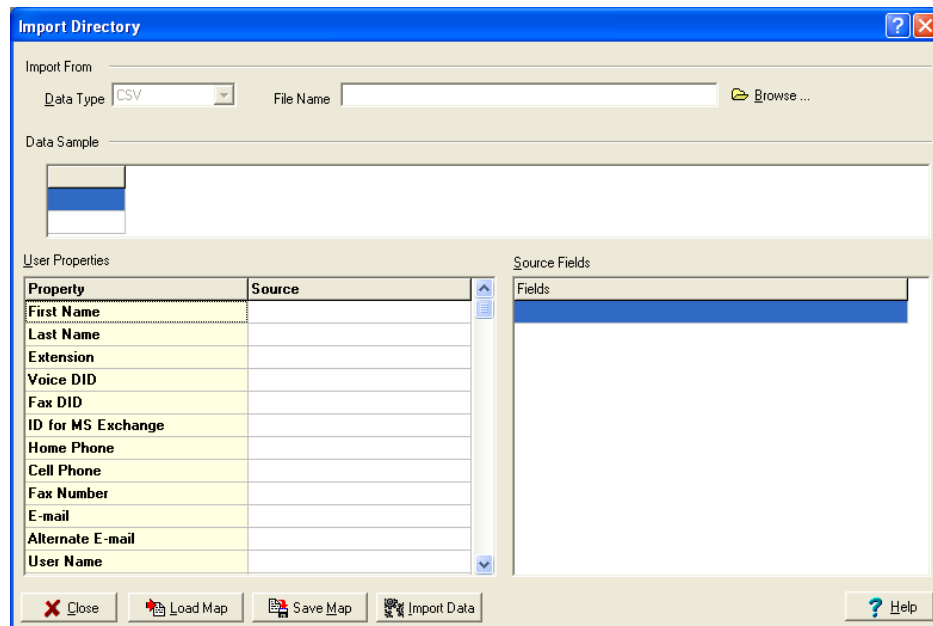 Import Directory
Import From
Data Type CSV File Name Browse ...
Data Sample
User Properties
Source Fields
Property Source
Fields
First Name
Last Name
Extension
Voice DID
Fax DID
ID for MS Exchange
Home Phone
Cell Phone
Fax Number
E-mail
Alternate E-mail
User Name
Close Load Map Save Map Import Data ? Help